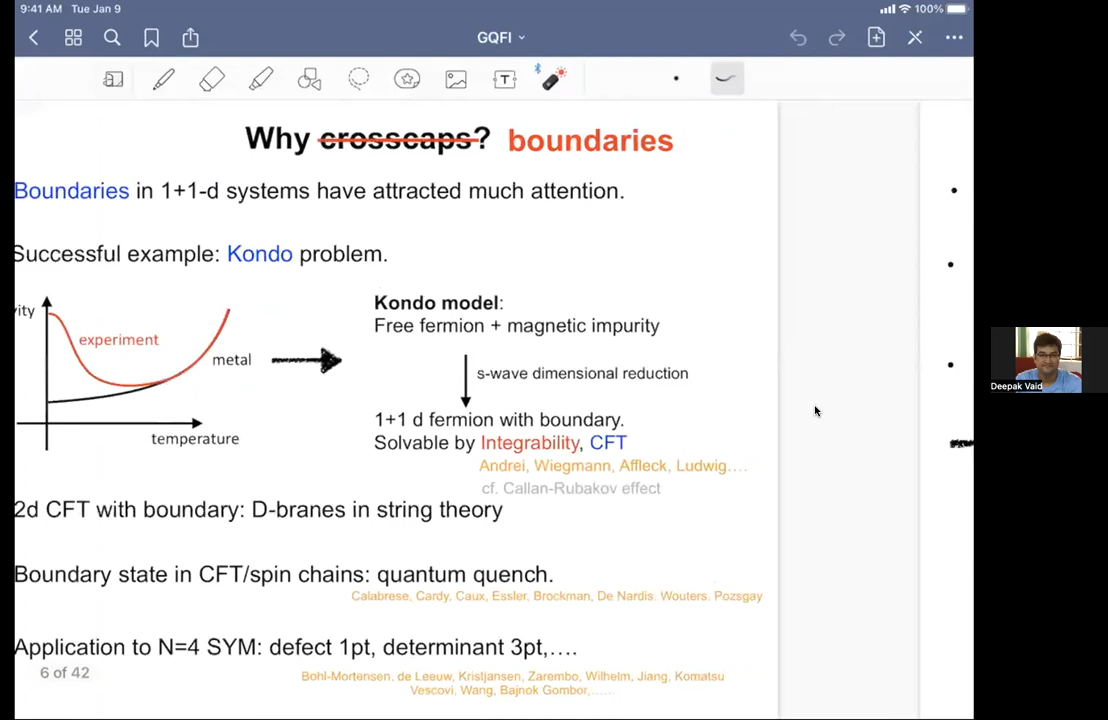 9:41 AM Tue Jan 9
100%
GQFI
T
Why crosscaps? boundaries
Boundaries in 1+1-d systems have attracted much attention.
Successful example: Kondo problem.
vity
experiment
metal
temperature
Kondo model:
Free fermion + magnetic impurity
s-wave dimensional reduction
1+1 d fermion with boundary.
Solvable by Integrability, CFT
Andrei, Wiegmann, Affleck, Ludwig....
cf. Callan-Rubakov effect
2d CFT with boundary: D-branes in string theory
Boundary state in CFT/spin chains: quantum quench.
Calabrese, Cardy, Caux, Essler, Brockman, De Nardis. Wouters. Pozsgay
Application to N=4 SYM: defect 1pt, determinant 3pt,....
6 of 42
Bohl-Mortensen, de Leeuw, Kristjansen, Zarembo, Wilhelm, Jiang, Komatsu
Vescovi, Wang, Bajnok Gombor,......
Deepak Vaid